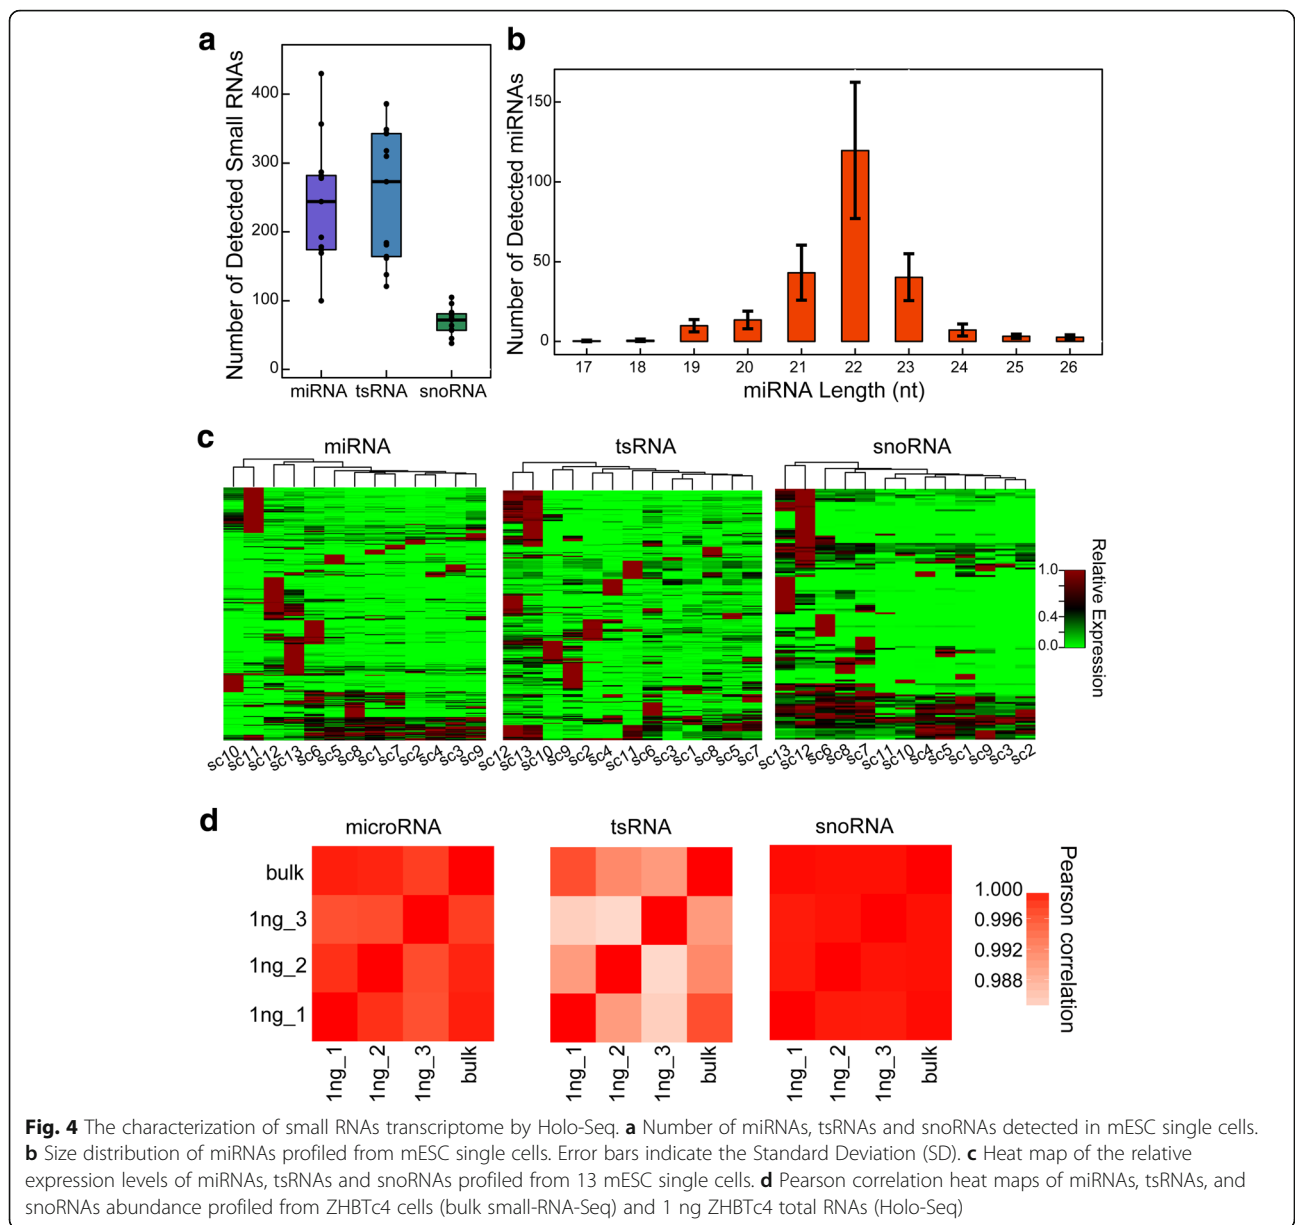 a
Number of Detected Small RNAs
400
300
200
100
0
miRNA tsRNA snoRNA
b
Number of Detected miRNAs
150
100
50
0
17 18 19 20 21 22 23 24 25 26
miRNA Length (nt)
c
miRNA tsRNA snoRNA
sc10 sc11 sc12 sc13 sc6 sc5 sc8 sc1 sc7 sc2 sc4 sc3 sc9
sc12 sc13 sc10 sc9 sc2 sc4 sc11 sc6 sc3 sc1 sc8 sc5 sc7
sc13 sc12 sc6 sc8 sc7 sc11 sc10 sc4 sc5 sc1 sc9 sc3 sc2
1.0
0.4
0.0
Relative Expression
d
microRNA tsRNA snoRNA
bulk
1ng_3
1ng_2
1ng_1
1ng_1 1ng_2 1ng_3 bulk
1ng_1 1ng_2 1ng_3 bulk
1ng_1 1ng_2 1ng_3 bulk
1.000
0.996
0.992
0.988
Pearson correlation
Fig. 4 The characterization of small RNAs transcriptome by Holo-Seq. a Number of miRNAs, tsRNAs and snoRNAs detected in mESC single cells.
b Size distribution of miRNAs profiled from mESC single cells. Error bars indicate the Standard Deviation (SD). c Heat map of the relative
expression levels of miRNAs, tsRNAs and snoRNAs profiled from 13 mESC single cells. d Pearson correlation heat maps of miRNAs, tsRNAs, and
snoRNAs abundance profiled from ZHBTc4 cells (bulk small-RNA-Seq) and 1 ng ZHBTc4 total RNAs (Holo-Seq)